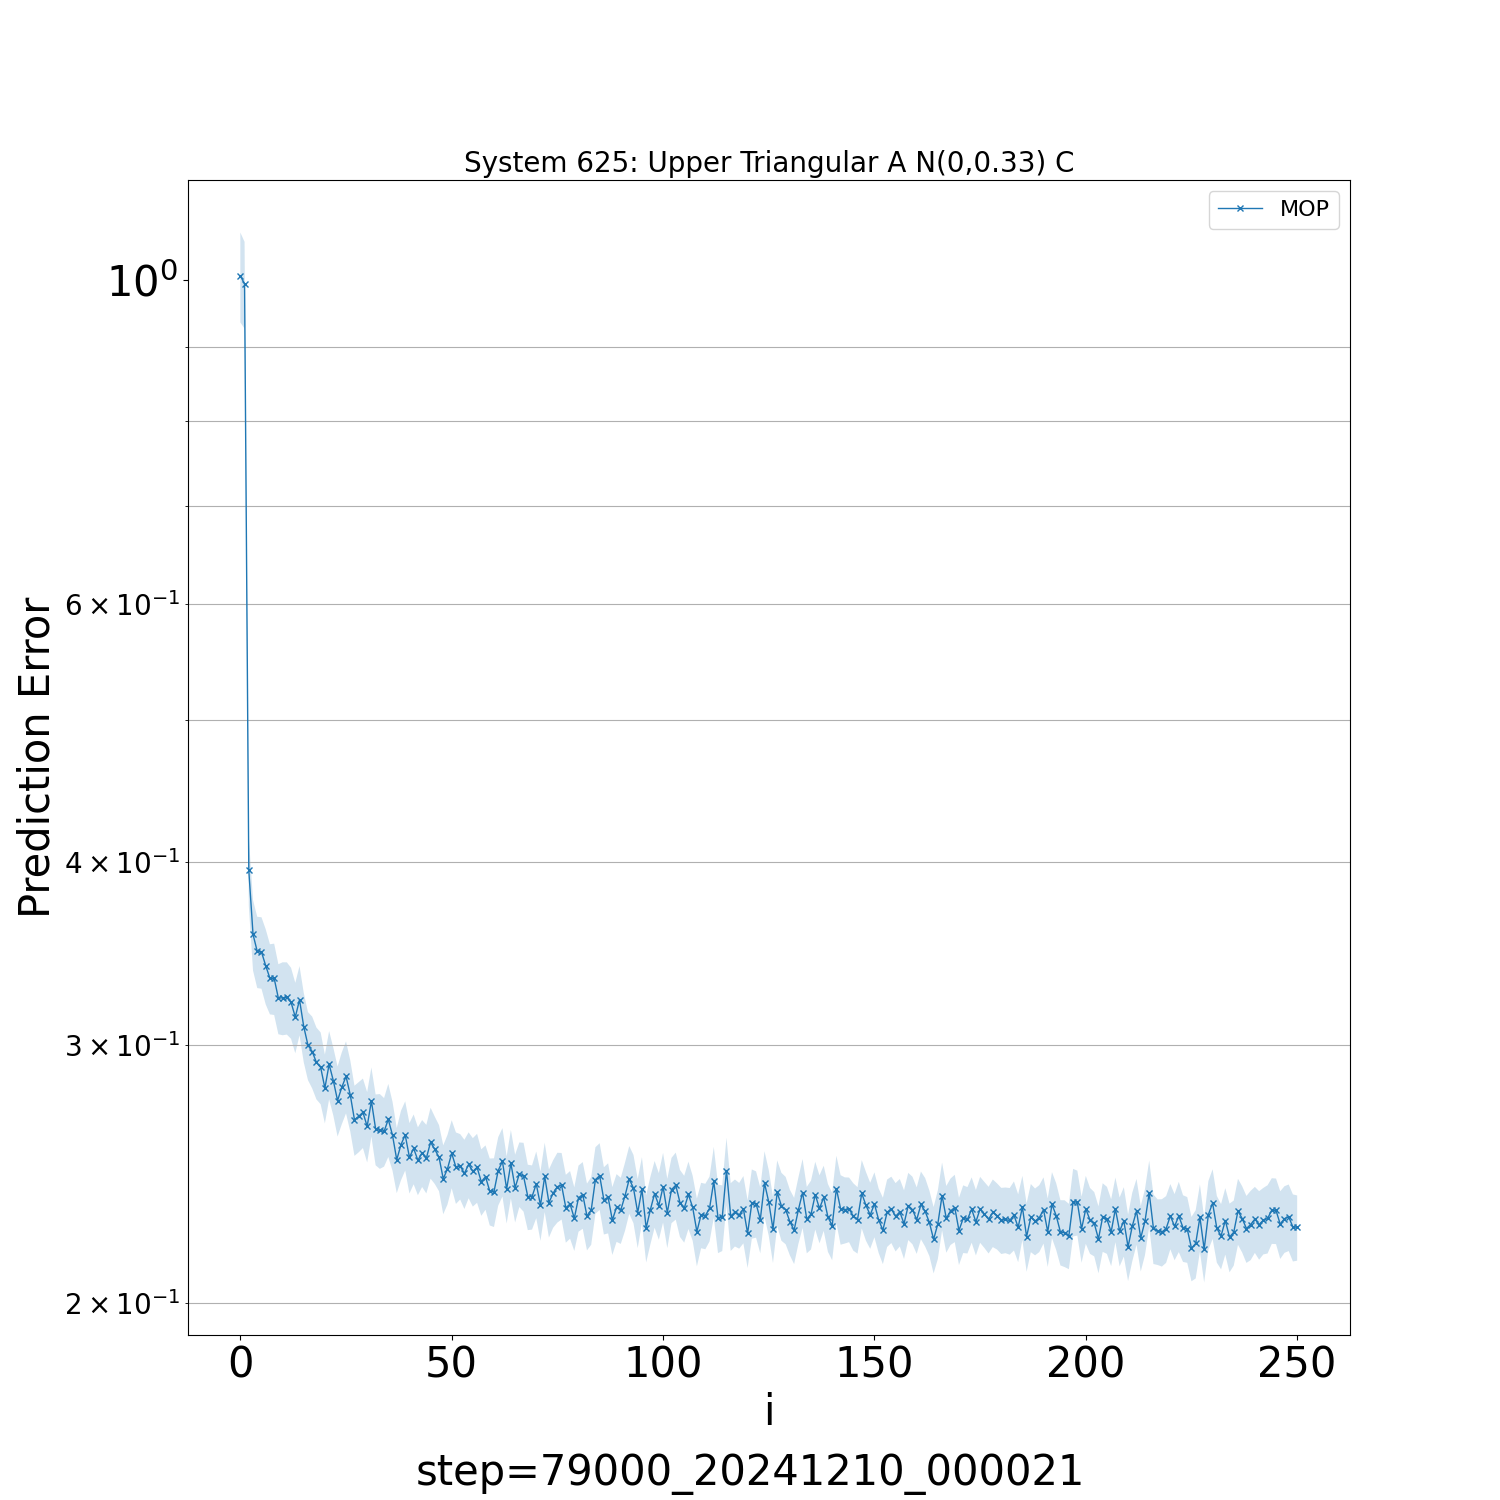 System 625: Upper Triangular A N(0,0.33) C
MOP
10⁰
6 × 10⁻¹
4 × 10⁻¹
3 × 10⁻¹
2 × 10⁻¹
Prediction Error
0 50 100 150 200 250
i
step=79000_20241210_000021